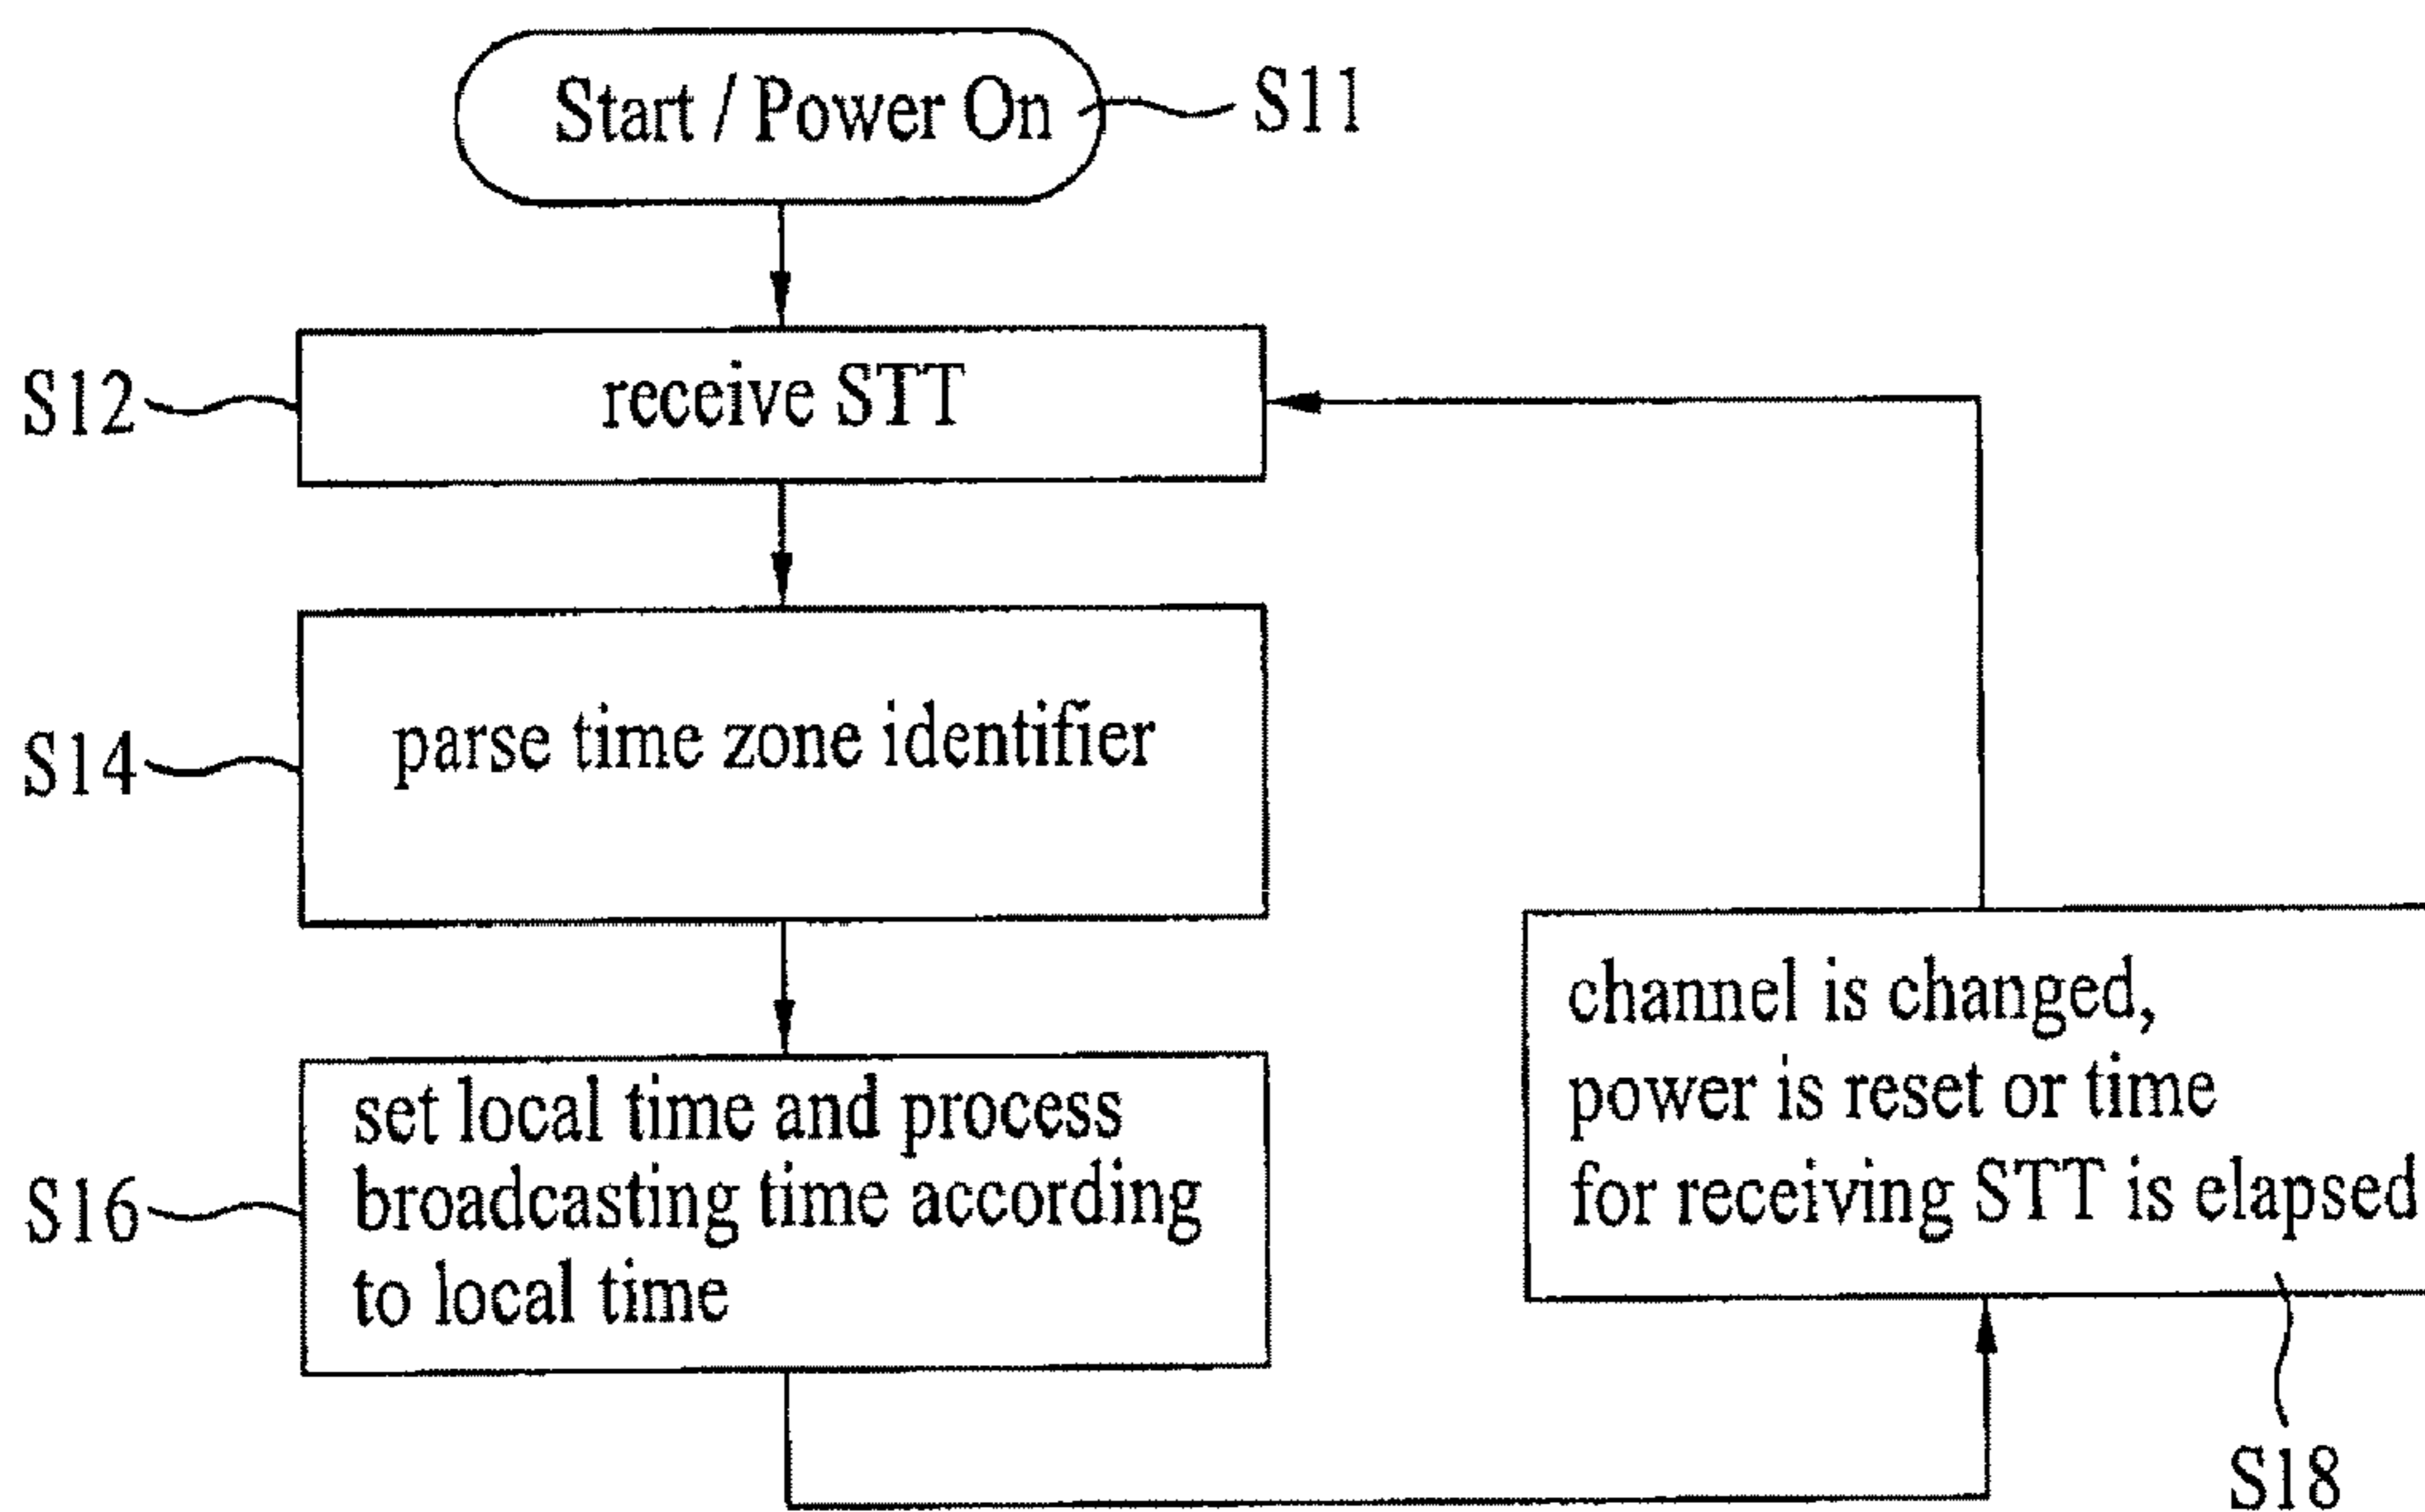 Start / Power On
S11
S12
receive STT
S14
parse time zone identifier
S16
set local time and process
broadcasting time according
to local time
channel is changed,
power is reset or time
for receiving STT is elapsed
S18